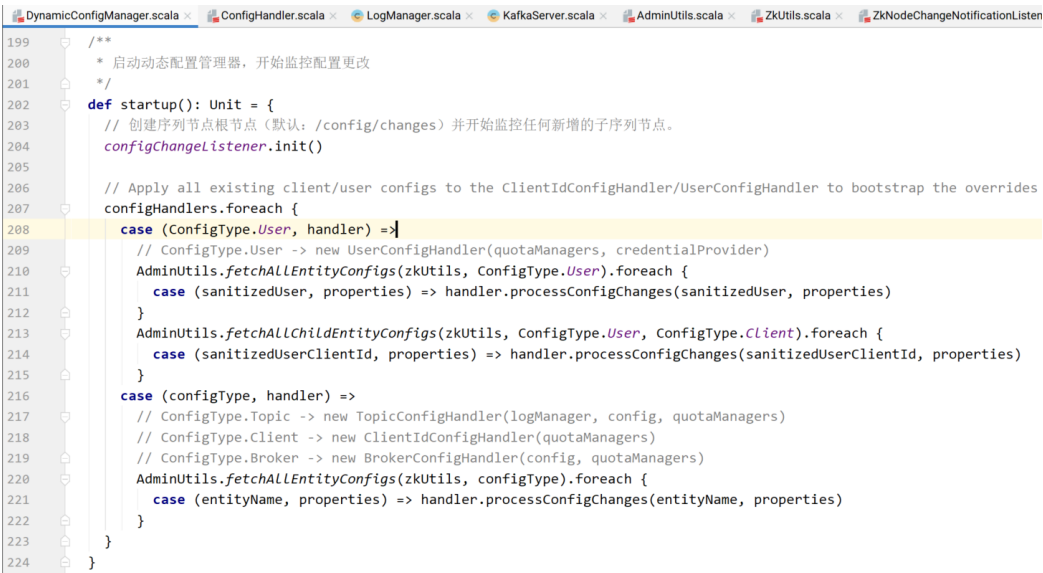 DynamicConfigManager.scala × ConfigHandler.scala × LogManager.scala × KafkaServer.scala × AdminUtils.scala × ZkUtils.scala × ZkNodeChangeNotificationListen
199 /**
200 * 启动动态配置管理器，开始监控配置更改
201 */
202 def startup(): Unit = {
203 // 创建序列节点根节点（默认：/config/changes）并开始监控任何新增的子序列节点。
204 configChangeListener.init()
205
206 // Apply all existing client/user configs to the ClientIdConfigHandler/UserConfigHandler to bootstrap the overrides
207 configHandlers.foreach {
208 case (ConfigType.User, handler) =>
209 // ConfigType.User -> new UserConfigHandler(quotaManagers, credentialProvider)
210 AdminUtils.fetchAllEntityConfigs(zkUtils, ConfigType.User).foreach {
211 case (sanitizedUser, properties) => handler.processConfigChanges(sanitizedUser, properties)
212 }
213 AdminUtils.fetchAllChildEntityConfigs(zkUtils, ConfigType.User, ConfigType.Client).foreach {
214 case (sanitizedUserClientId, properties) => handler.processConfigChanges(sanitizedUserClientId, properties)
215 }
216 case (configType, handler) =>
217 // ConfigType.Topic -> new TopicConfigHandler(logManager, config, quotaManagers)
218 // ConfigType.Client -> new ClientIdConfigHandler(quotaManagers)
219 // ConfigType.Broker -> new BrokerConfigHandler(config, quotaManagers)
220 AdminUtils.fetchAllEntityConfigs(zkUtils, configType).foreach {
221 case (entityName, properties) => handler.processConfigChanges(entityName, properties)
222 }
223 }
224 }